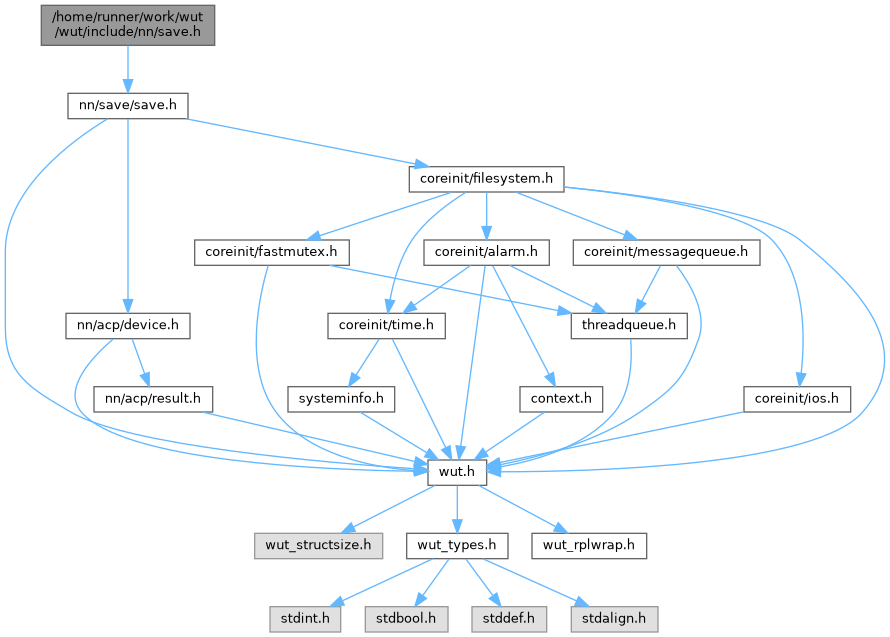 /home/runner/work/wut
/wut/include/nn/save.h
nn/save/save.h
coreinit/filesystem.h
coreinit/fastmutex.h
coreinit/alarm.h
coreinit/messagequeue.h
nn/acp/device.h
coreinit/time.h
threadqueue.h
nn/acp/result.h
systeminfo.h
context.h
coreinit/ios.h
wut.h
wut_structsize.h
wut_types.h
wut_rplwrap.h
stdint.h
stdbool.h
stddef.h
stdalign.h